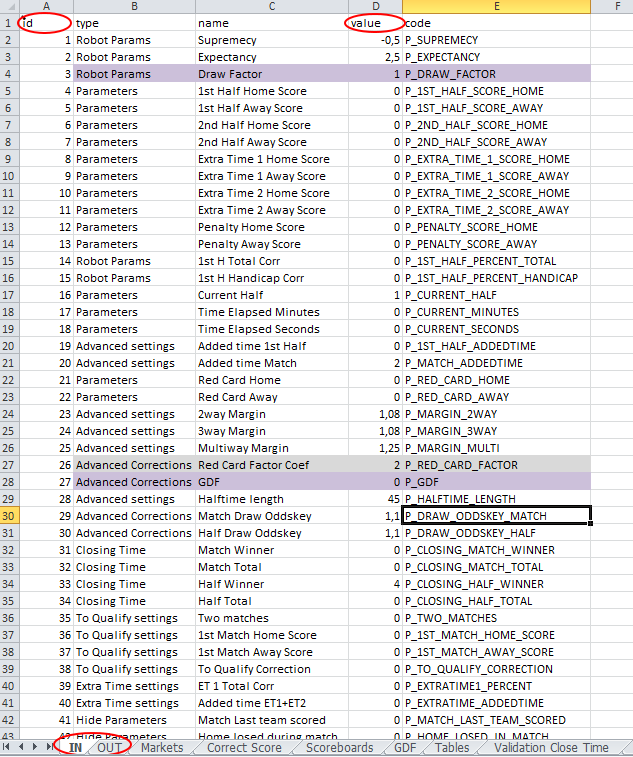 A B C D E F
1 id type name value code
2 1 Robot Params Supremecy -0,5 P_SUPREMECY
3 2 Robot Params Expectancy 2,5 P_EXPECTANCY
4 3 Robot Params Draw Factor 1 P_DRAW_FACTOR
5 4 Parameters 1st Half Home Score 0 P_1ST_HALF_SCORE_HOME
6 5 Parameters 1st Half Away Score 0 P_1ST_HALF_SCORE_AWAY
7 6 Parameters 2nd Half Home Score 0 P_2ND_HALF_SCORE_HOME
8 7 Parameters 2nd Half Away Score 0 P_2ND_HALF_SCORE_AWAY
9 8 Parameters Extra Time 1 Home Score 0 P_EXTRA_TIME_1_SCORE_HOME
10 9 Parameters Extra Time 1 Away Score 0 P_EXTRA_TIME_1_SCORE_AWAY
11 10 Parameters Extra Time 2 Home Score 0 P_EXTRA_TIME_2_SCORE_HOME
12 11 Parameters Extra Time 2 Away Score 0 P_EXTRA_TIME_2_SCORE_AWAY
13 12 Parameters Penalty Home Score 0 P_PENALTY_SCORE_HOME
14 13 Parameters Penalty Away Score 0 P_PENALTY_SCORE_AWAY
15 14 Robot Params 1st H Total Corr 0 P_1ST_HALF_PERCENT_TOTAL
16 15 Robot Params 1st H Handicap Corr 0 P_1ST_HALF_PERCENT_HANDICAP
17 16 Parameters Current Half 1 P_CURRENT_HALF
18 17 Parameters Time Elapsed Minutes 0 P_CURRENT_MINUTES
19 18 Parameters Time Elapsed Seconds 0 P_CURRENT_SECONDS
20 19 Advanced settings Added time 1st Half 0 P_1ST_HALF_ADDEDTIME
21 20 Advanced settings Added time Match 2 P_MATCH_ADDEDTIME
22 21 Parameters Red Card Home 0 P_RED_CARD_HOME
23 22 Parameters Red Card Away 0 P_RED_CARD_AWAY
24 23 Advanced settings 2way Margin 1,08 P_MARGIN_2WAY
25 24 Advanced settings 3way Margin 1,08 P_MARGIN_3WAY
26 25 Advanced settings Multiway Margin 1,25 P_MARGIN_MULTI
27 26 Advanced Corrections Red Card Factor Coef 2 P_RED_CARD_FACTOR
28 27 Advanced Corrections GDF 0 P_GDF
29 28 Advanced settings Halftime length 45 P_HALFTIME_LENGTH
30 29 Advanced Corrections Match Draw Oddskey 1,1 P_DRAW_ODDSKEY_MATCH
31 30 Advanced Corrections Half Draw Oddskey 1,1 P_DRAW_ODDSKEY_HALF
32 31 Closing Time Match Winner 0 P_CLOSING_MATCH_WINNER
33 32 Closing Time Match Total 0 P_CLOSING_MATCH_TOTAL
34 33 Closing Time Half Winner 4 P_CLOSING_HALF_WINNER
35 34 Closing Time Half Total 0 P_CLOSING_HALF_TOTAL
36 35 To Qualify settings Two matches 0 P_TWO_MATCHES
37 36 To Qualify settings 1st Match Home Score 0 P_1ST_MATCH_HOME_SCORE
38 37 To Qualify settings 1st Match Away Score 0 P_1ST_MATCH_AWAY_SCORE
39 38 To Qualify settings To Qualify Correction 0 P_TO_QUALIFY_CORRECTION
40 39 Extra Time settings ET 1 Total Corr 0 P_EXTRATIME1_PERCENT
41 40 Extra Time settings Added time ET1+ET2 0 P_EXTRATIME_ADDEDTIME
42 41 Hide Parameters Match Last team scored 0 P_MATCH_LAST_TEAM_SCORED
43 42 Hide Parameters Home losed during match 0 P_HOME_LOSED_IN_MATCH
IN OUT Markets Correct Score Scoreboards GDF Tables Validation Close Time